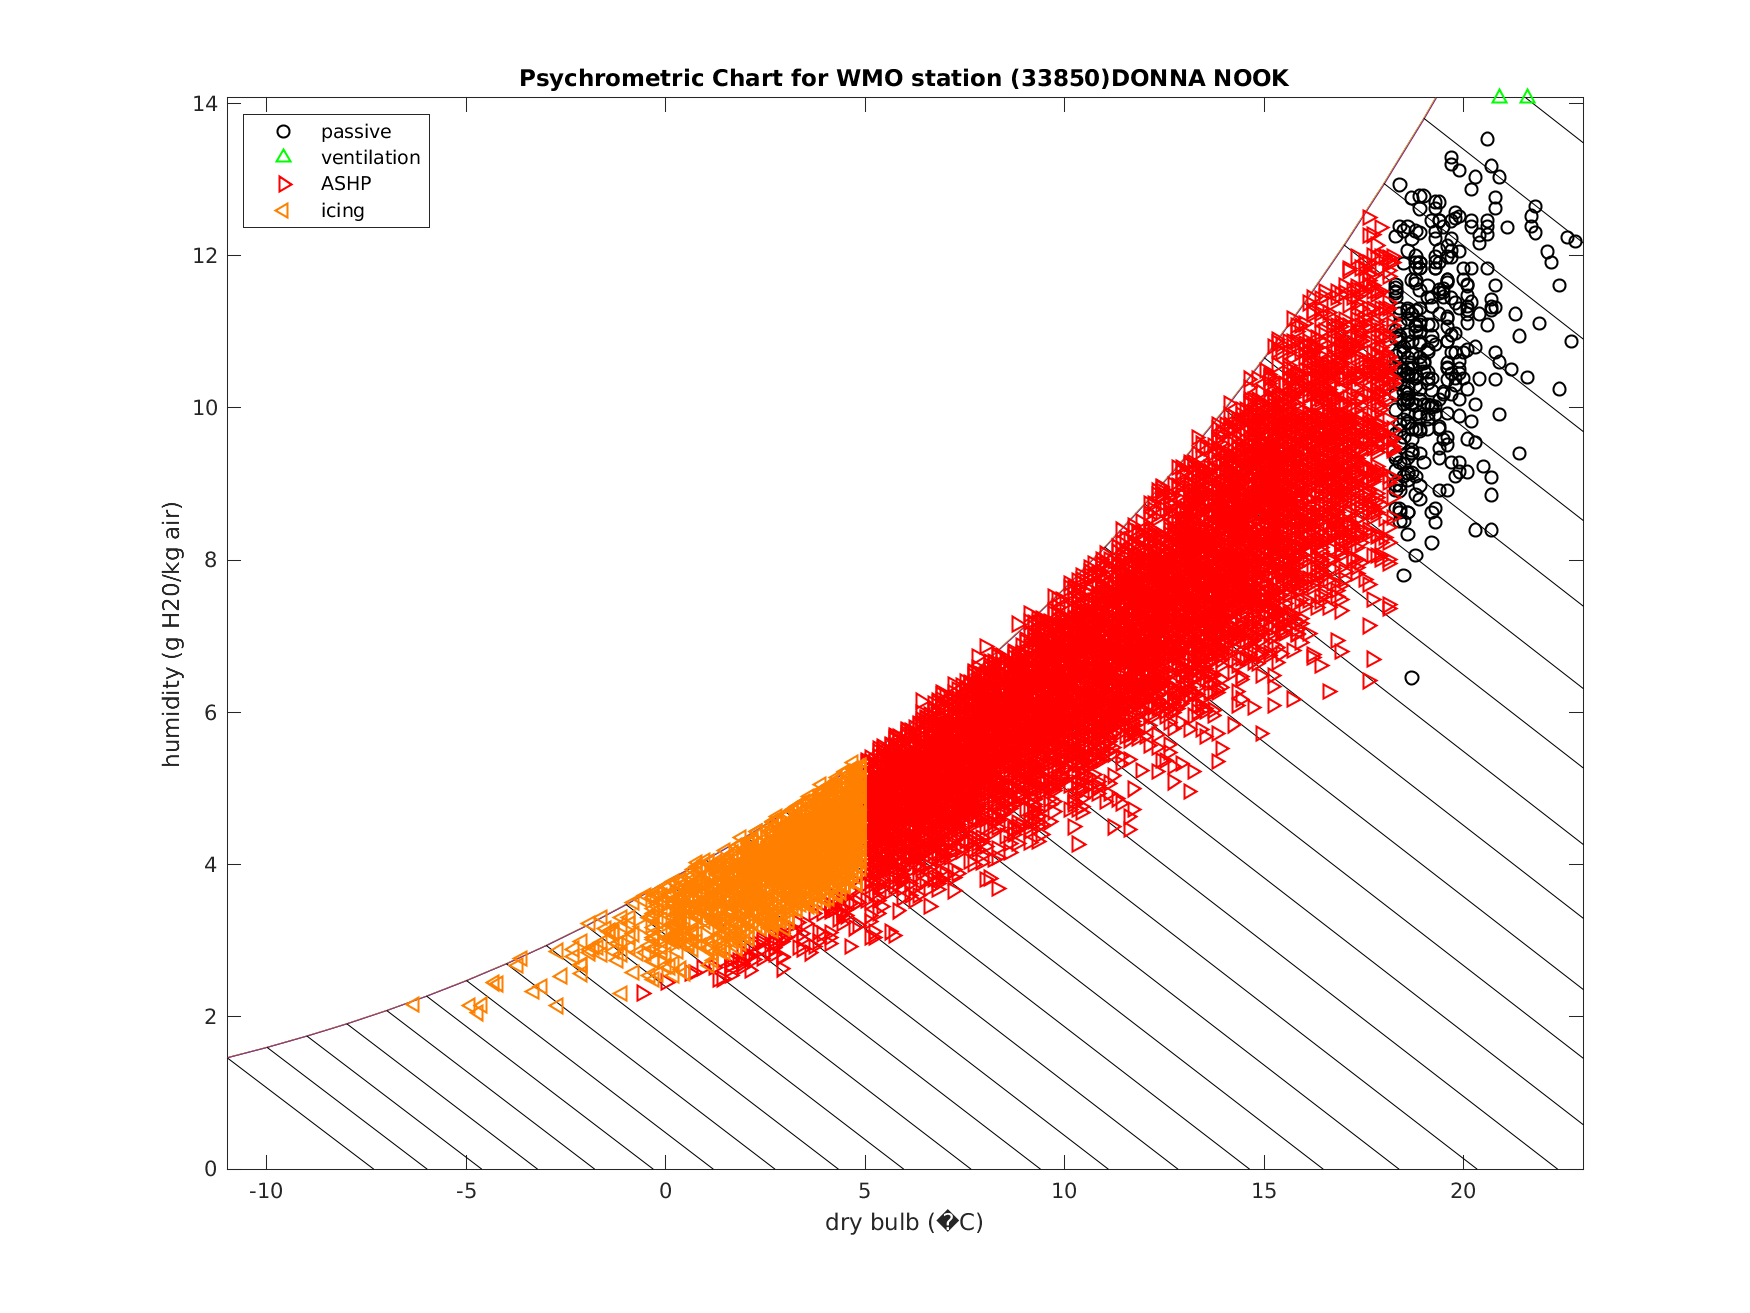 Psychrometric Chart for WMO station (33850)DONNA NOOK
passive
ventilation
ASHP
icing
14
12
10
8
6
4
2
0
humidity (g H20/kg air)
-10
-5
0
5
10
15
20
dry bulb (�C)